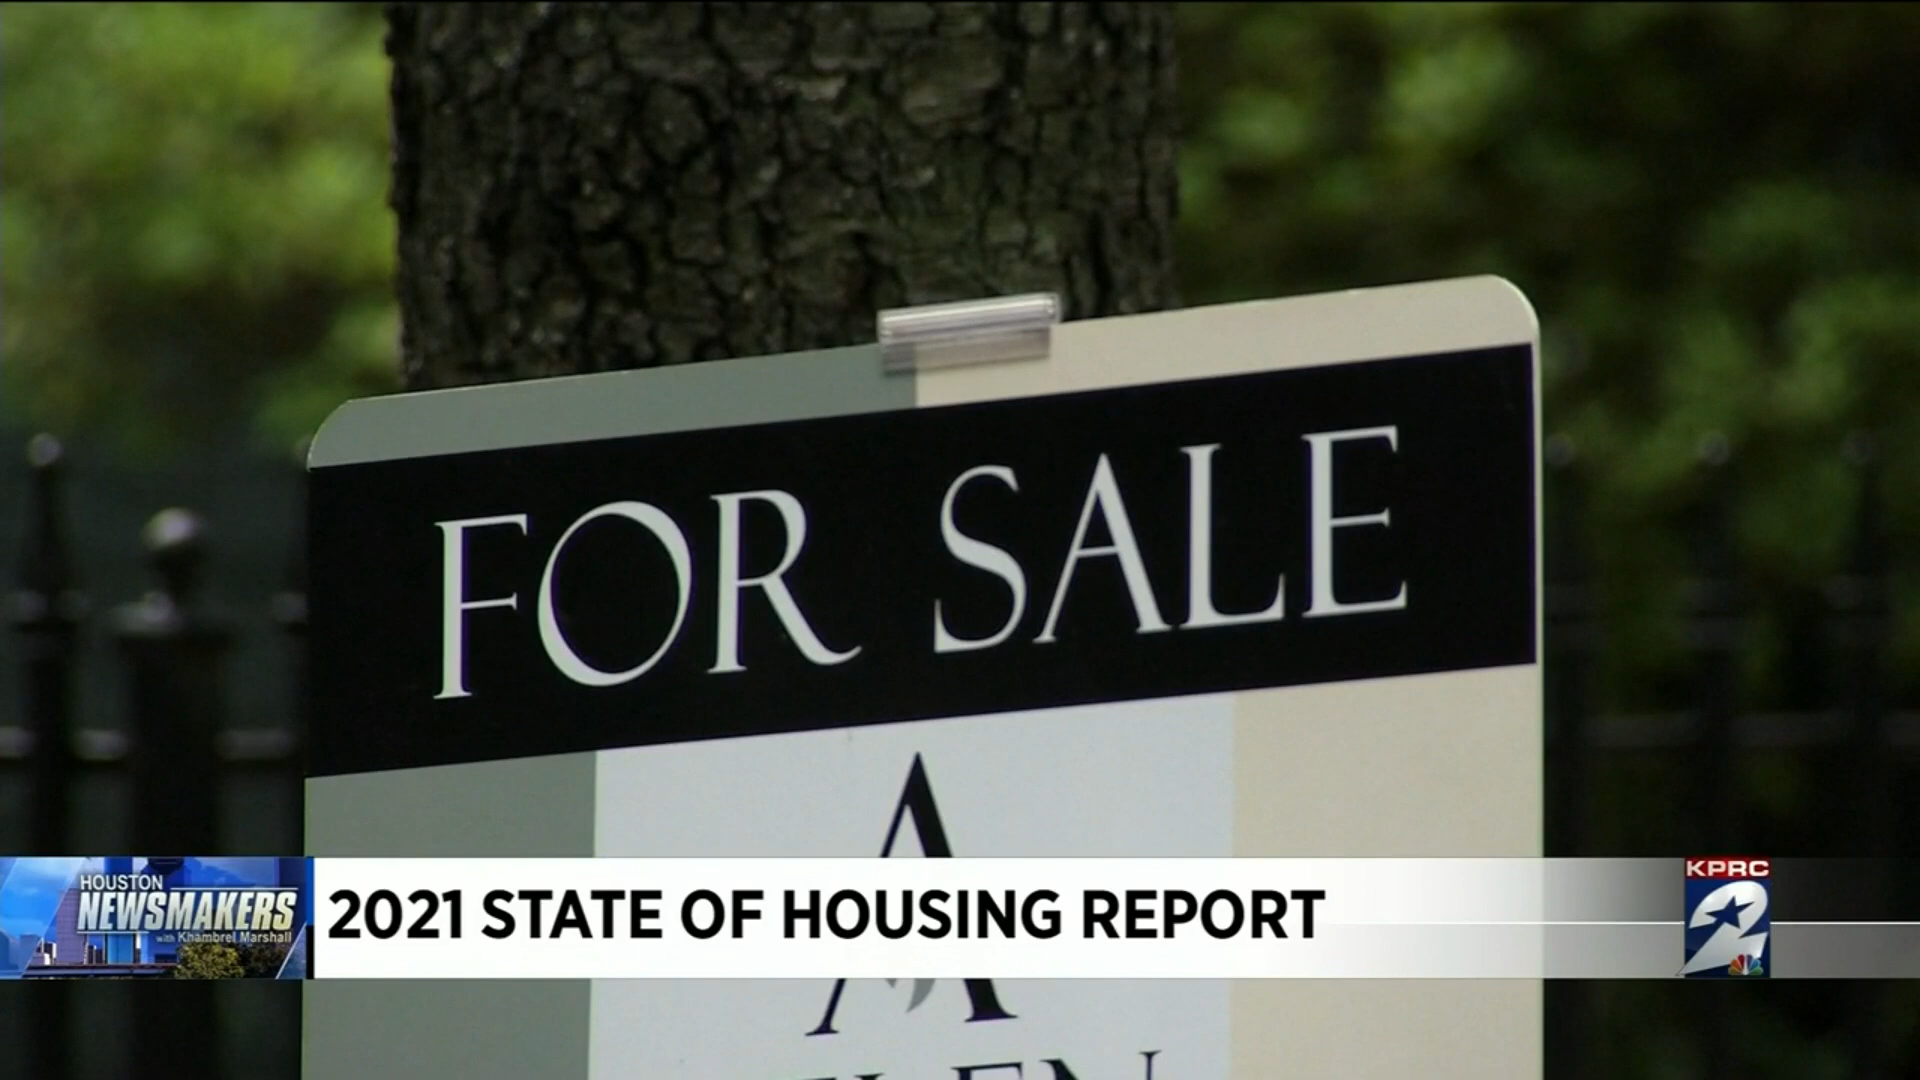 FOR SALE
A
HOUSTON
NEWSMAKERS
with Khambrel Marshall
2021 STATE OF HOUSING REPORT
KPRC
2